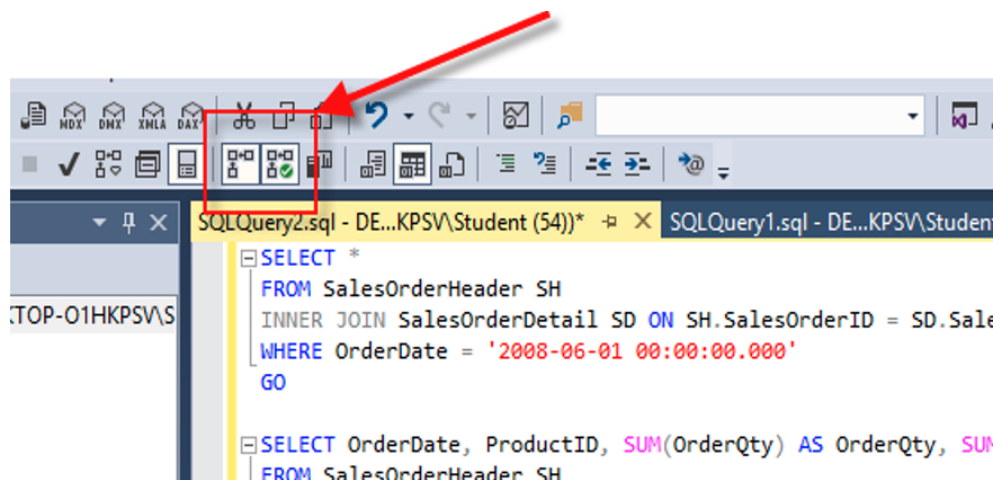 MDX DMX XMLA DAX
SQLQuery2.sql - DE...KPSV\Student (54))* SQLQuery1.sql - DE...KPSV\Student
SELECT *
FROM SalesOrderHeader SH
TOP-O1HKPSV\S
INNER JOIN SalesOrderDetail SD ON SH.SalesOrderID = SD.Sale
WHERE OrderDate = '2008-06-01 00:00:00.000'
GO
SELECT OrderDate, ProductID, SUM(OrderQty) AS OrderQty, SUM
FROM SalesOrderHeader SH